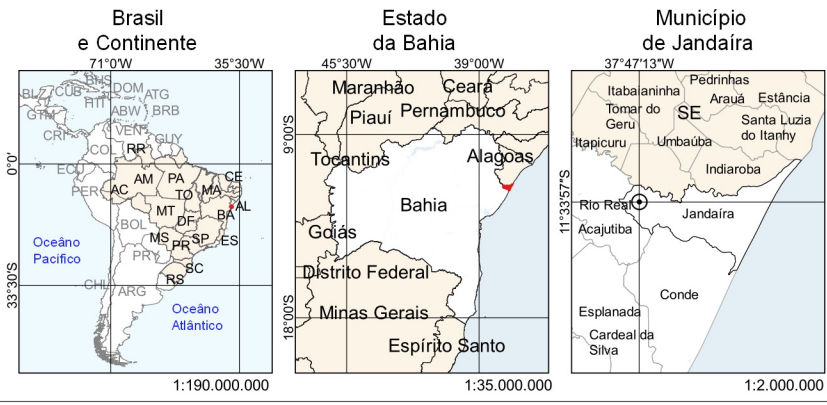 Brasil
e Continente
71°0'W
35°30'W
0°0'
33°30'S
BHS
BLZ
CUB
DOM
ATG
HTI
GTM
ABW
BRB
CRI
VEN
GUY
COL
RR
ECU
AM
PA
CE
MA
PER
AC
TO
AL
MT
BA
DF
BOL
MS
SP
ES
PR
PRY
SC
RS
CHL
ARG
Oceâno
Pacífico
Oceâno
Atlântico
1:190.000.000
Estado
da Bahia
45°30'W
39°00'W
9°00'S
18°00'S
Maranhão
Ceará
Piauí
Pernambuco
Tocantins
Alagoas
Bahia
Goiás
Distrito Federal
Minas Gerais
Espírito Santo
1:35.000.000
Município
de Jandaíra
37°47'13"W
11°33'57"S
Pedrinhas
Itabaianinha
Arauá
Estância
Tomar do
Geru
SE
Santa Luzia
do Itanhy
Itapicuru
Umbaúba
Indiaroba
Rio Real
Jandaíra
Acajutiba
Conde
Esplanada
Cardeal da
Silva
1:2.000.000